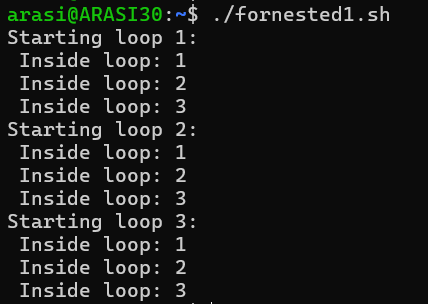 arasi@ARASI30:~$ ./fornested1.sh
Starting loop 1:
 Inside loop: 1
 Inside loop: 2
 Inside loop: 3
Starting loop 2:
 Inside loop: 1
 Inside loop: 2
 Inside loop: 3
Starting loop 3:
 Inside loop: 1
 Inside loop: 2
 Inside loop: 3